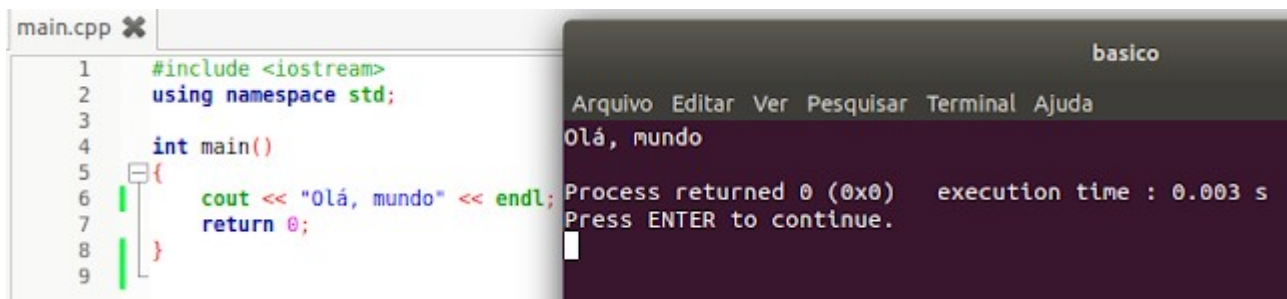 main.cpp
1 #include <iostream>
2 using namespace std;
3
4 int main()
5 {
6 cout << "Olá, mundo" << endl;
7 return 0;
8 }
9
basico
Arquivo Editar Ver Pesquisar Terminal Ajuda
Olá, mundo
Process returned 0 (0x0) execution time : 0.003 s
Press ENTER to continue.